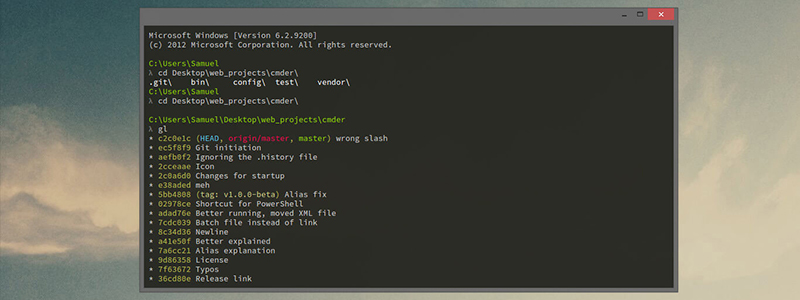 Microsoft Windows [Version 6.2.9200]
(c) 2012 Microsoft Corporation. All rights reserved.
C:\Users\Samuel
λ cd Desktop\web_projects\cmder\
.git\ bin\ config\ test\ vendor\
C:\Users\Samuel
λ cd Desktop\web_projects\cmder\
C:\Users\Samuel\Desktop\web_projects\cmder
λ gl
* c2c0e1c (HEAD, origin/master, master) wrong slash
* ec5f8f9 Git initiation
* aefb0f2 Ignoring the .history file
* 2cceaae Icon
* 2c0a6d0 Changes for startup
* e38aded meh
* 5bb4808 (tag: v1.0.0-beta) Alias fix
* 02978ce Shortcut for PowerShell
* adad76e Better running, moved XML file
* 7cdc039 Batch file instead of link
* 8c34d36 Newline
* a41e50f Better explained
* 7a6cc21 Alias explanation
* 9d86358 License
* 7f63672 Typos
* 36cd80e Release link